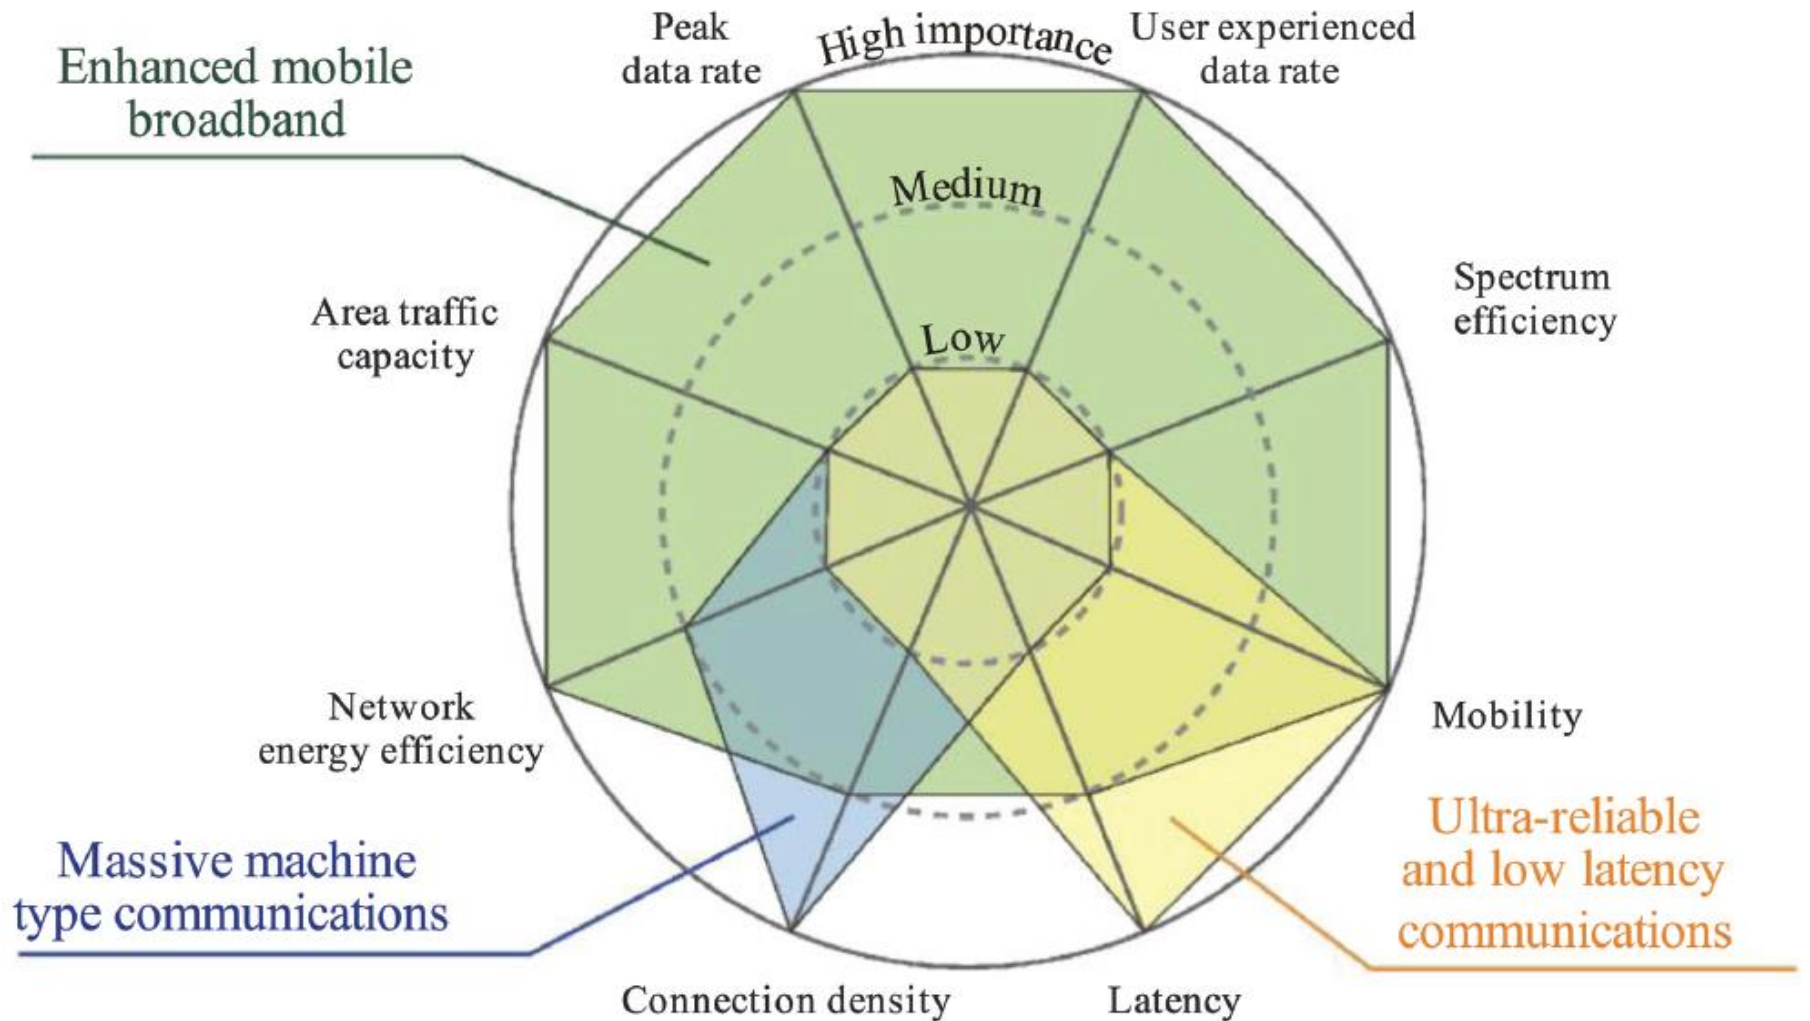 Peak
data rate
High importance
User experienced
data rate
Enhanced mobile
broadband
Medium
Spectrum
efficiency
Area traffic
capacity
Low
Network
energy efficiency
Mobility
Ultra-reliable
and low latency
communications
Massive machine
type communications
Connection density
Latency